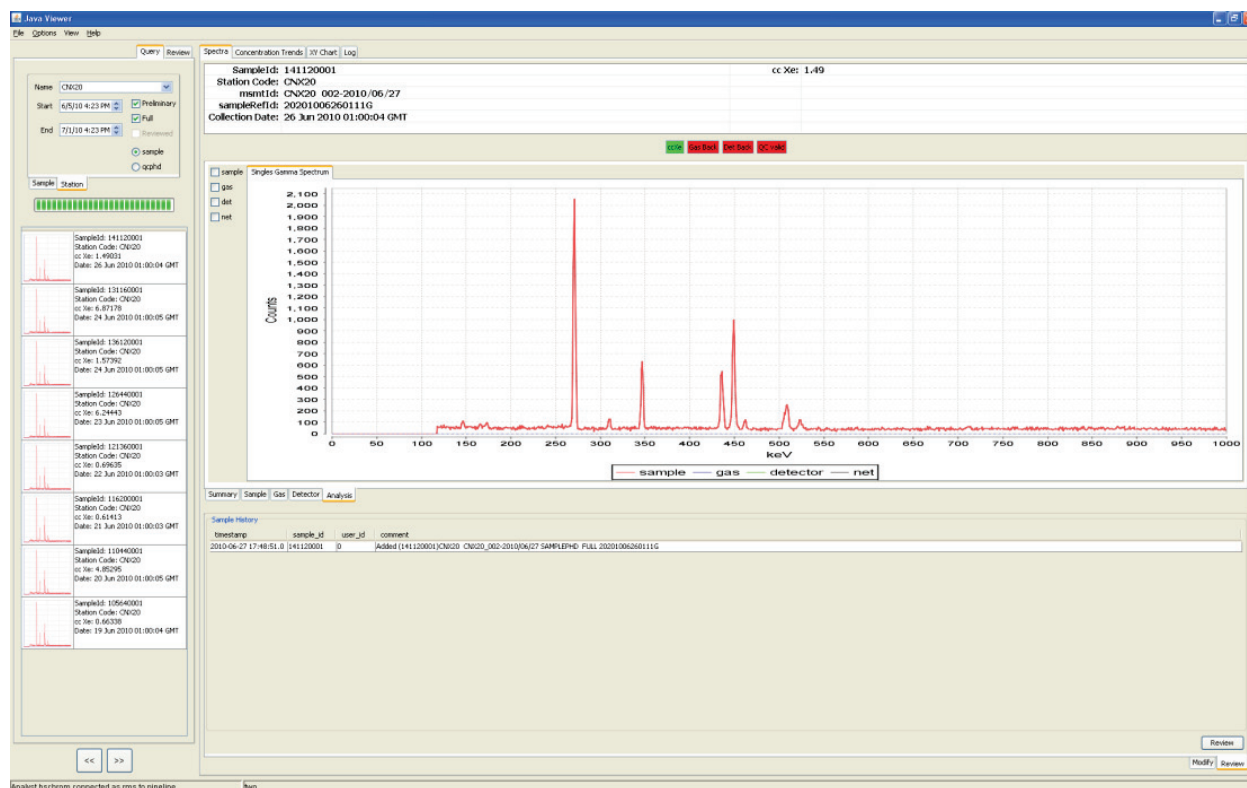 Java Viewer
File Options View Help
Query Review
Name CNX20
Start 6/5/10 4:23 PM
Preliminary
Full
End 7/1/10 4:23 PM
Reviewed
sample
qcphd
Sample Station
SampleId: 141120001
Station Code: CNX20
cc Xe: 1.49031
Date: 26 Jun 2010 01:00:04 GMT
SampleId: 131160001
Station Code: CNX20
cc Xe: 6.87178
Date: 24 Jun 2010 01:00:05 GMT
SampleId: 136120001
Station Code: CNX20
cc Xe: 1.57392
Date: 24 Jun 2010 01:00:05 GMT
SampleId: 126440001
Station Code: CNX20
cc Xe: 6.24443
Date: 23 Jun 2010 01:00:05 GMT
SampleId: 121360001
Station Code: CNX20
cc Xe: 0.69635
Date: 22 Jun 2010 01:00:03 GMT
SampleId: 116200001
Station Code: CNX20
cc Xe: 0.61413
Date: 21 Jun 2010 01:00:03 GMT
SampleId: 110440001
Station Code: CNX20
cc Xe: 4.85295
Date: 20 Jun 2010 01:00:05 GMT
SampleId: 105640001
Station Code: CNX20
cc Xe: 0.66338
Date: 19 Jun 2010 01:00:04 GMT
<< >>
Spectra Concentration Trends XY Chart Log
SampleId: 141120001 cc Xe: 1.49
Station Code: CNX20
msmtId: CNX20 002-2010/06/27
sampleRefId: 20201006260111G
Collection Date: 26 Jun 2010 01:00:04 GMT
ccXe Gas Back Det Back QC valid
sample
gas
det
net
Singles Gamma Spectrum
2,100
2,000
1,900
1,800
1,700
1,600
1,500
1,400
1,300
1,200
1,100
1,000
900
800
700
600
500
400
300
200
100
0
Counts
0 50 100 150 200 250 300 350 400 450 500 550 600 650 700 750 800 850 900 950 1000
keV
sample gas detector net
Summary Sample Gas Detector Analysis
Sample History
timestamp sample_id user_id comment
2010-06-27 17:48:51.0 141120001 0 Added (141120001)CNX20 CNX20_002-2010/06/27 SAMPLEPHD FULL 20201006260111G
Review
Modify Review
Analyst hschrom connected as rms to pipeline two